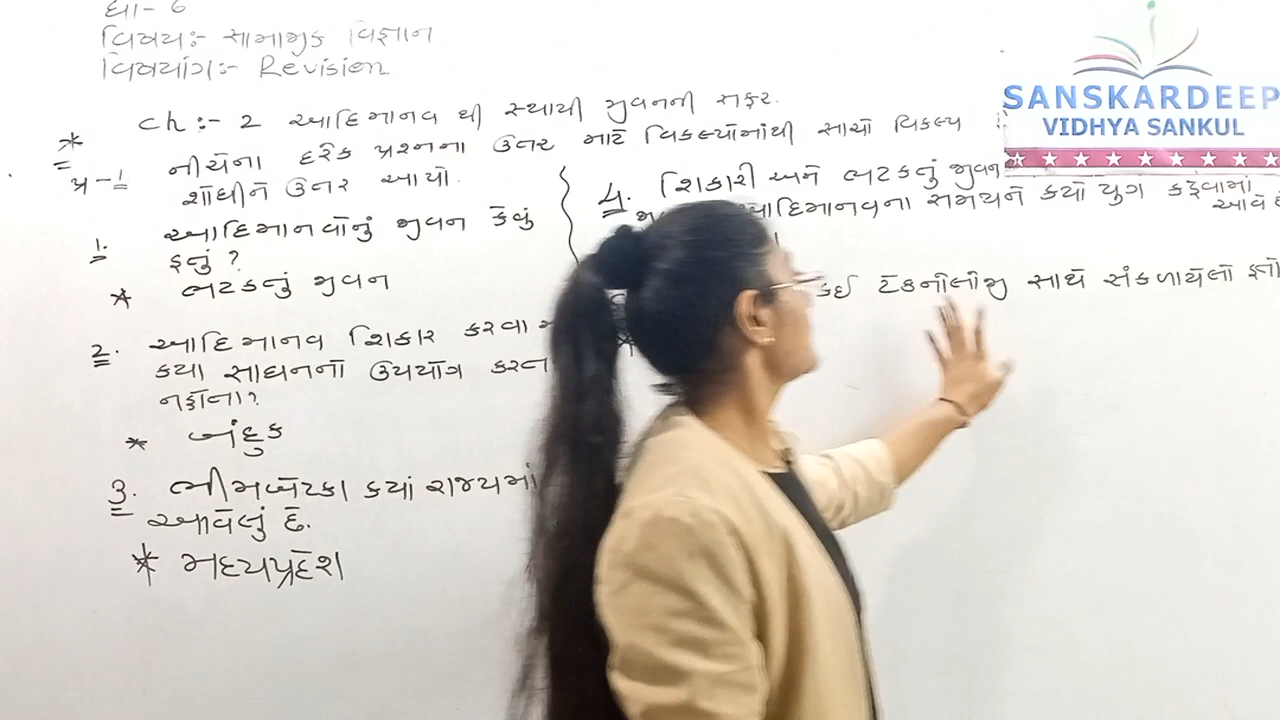 ધો- 6
વિષય:- સામાજીક વિજ્ઞાન
વિષયાંગ:- Revision
ch :- 2 આદિમાનવ થી સ્થાયી જીવનની સફર.
* પ્ર-1 નીચેના દરેક પ્રશ્નના ઉત્તર માટે વિકલ્પોમાંથી સાચો વિકલ્પ
શોધીને ઉત્તર આપો.
1. આદિમાનવોનું જીવન કેવું
હતું ?
* ભટકતું જીવન
2. આદિમાનવ શિકાર કરવા
કયા સાધનનો ઉપયોગ કરતા
નહોતા?
* બંદુક
3. ભીમબેટકા કયાં રાજ્યમાં
આવેલું છે.
* મધ્યપ્રદેશ
4. શિકારી અને ભટકતું જીવન
આદિમાનવના સમયને કયો યુગ કહેવામાં
આવે છે
કઈ ટેકનોલોજી સાથે સંકળાયેલો હતો
SANSKARDEEP
VIDHYA SANKUL